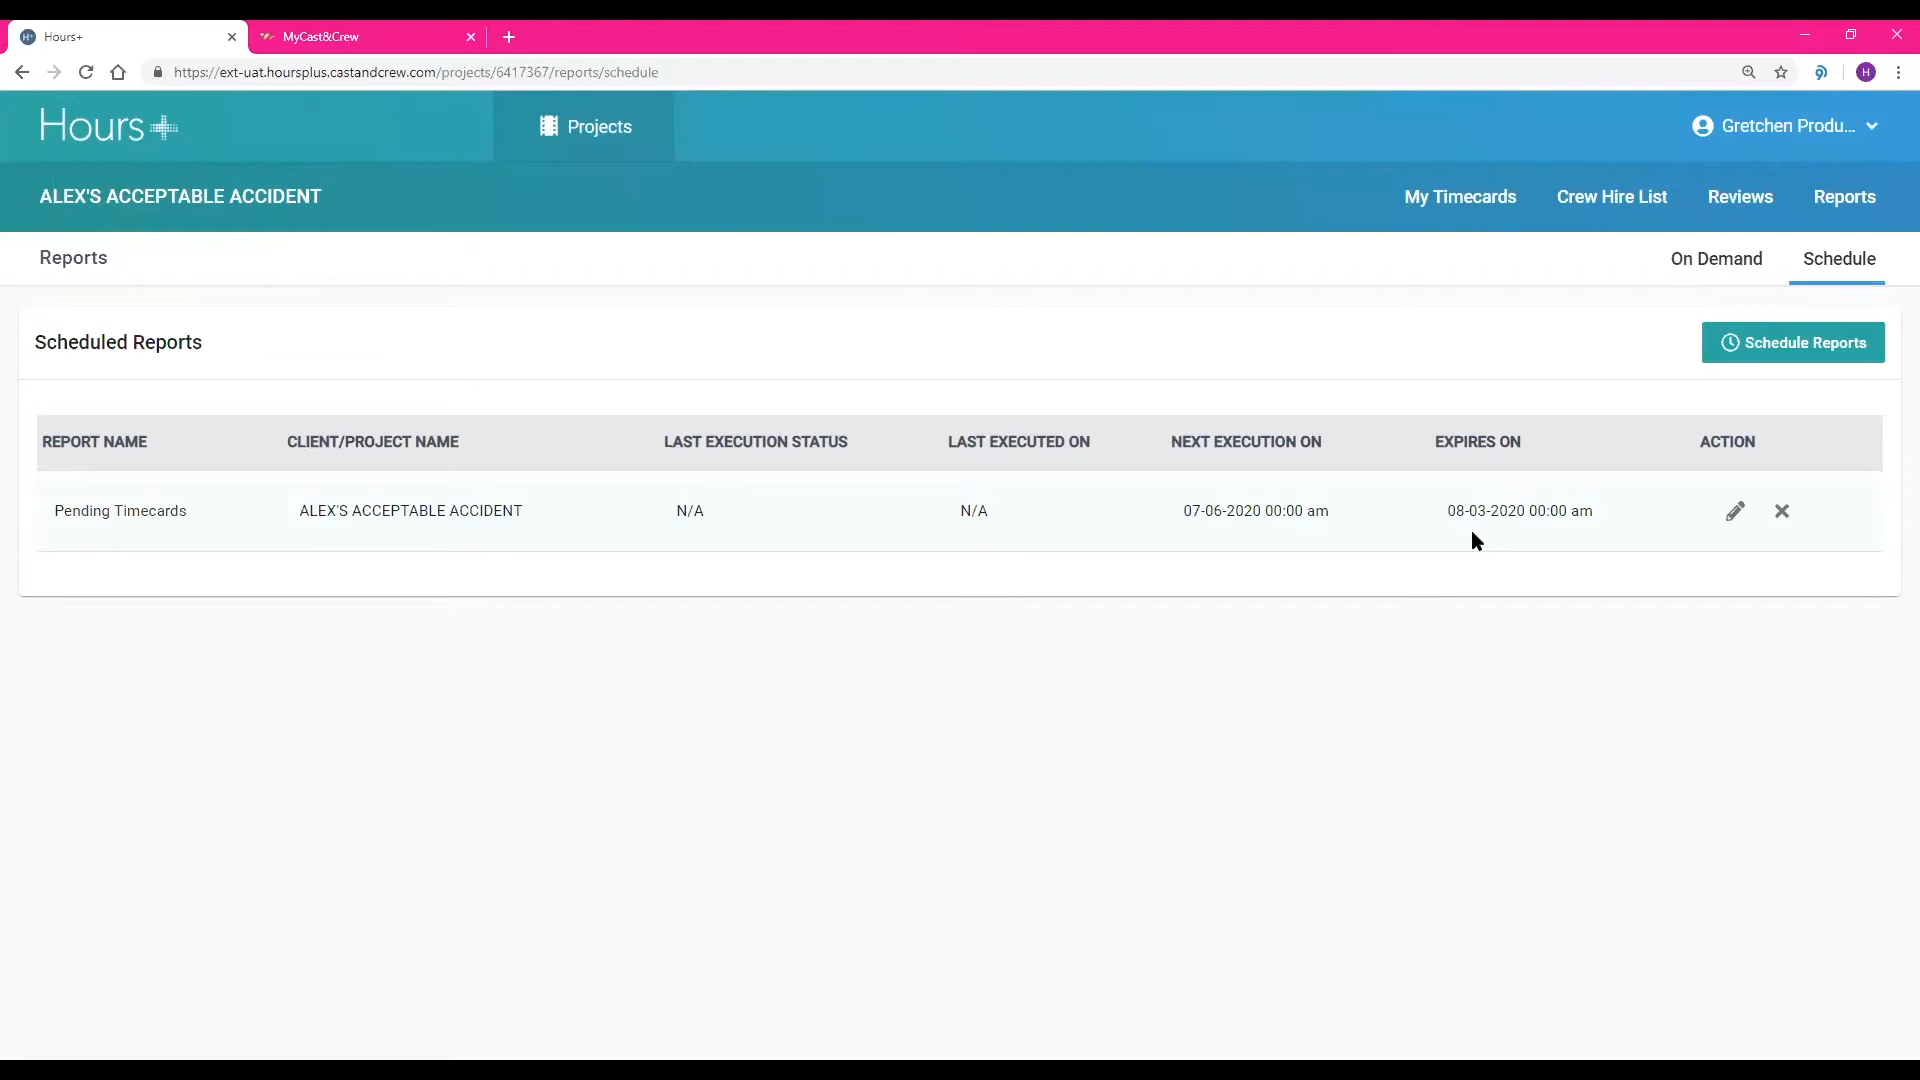 Hours+
MyCast&Crew
https://ext-uat.hoursplus.castandcrew.com/projects/6417367/reports/schedule
H
Hours+
Projects
Gretchen Produ...
ALEX'S ACCEPTABLE ACCIDENT
My Timecards Crew Hire List Reviews Reports
Reports
On Demand Schedule
Scheduled Reports
Schedule Reports
REPORT NAME CLIENT/PROJECT NAME LAST EXECUTION STATUS LAST EXECUTED ON NEXT EXECUTION ON EXPIRES ON ACTION
Pending Timecards ALEX'S ACCEPTABLE ACCIDENT N/A N/A 07-06-2020 00:00 am 08-03-2020 00:00 am